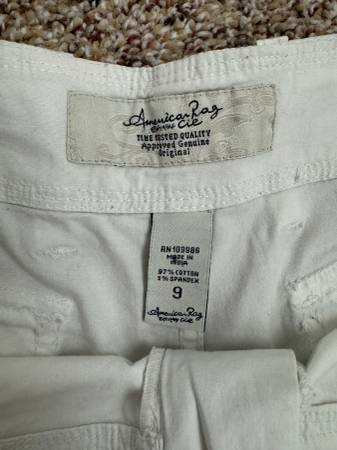 American Rag
CIE
TIME TESTED QUALITY
Approved Genuine
Original
RN109986
MADE IN
INDIA
97% COTTON
3% SPANDEX
9
American Rag
CIE